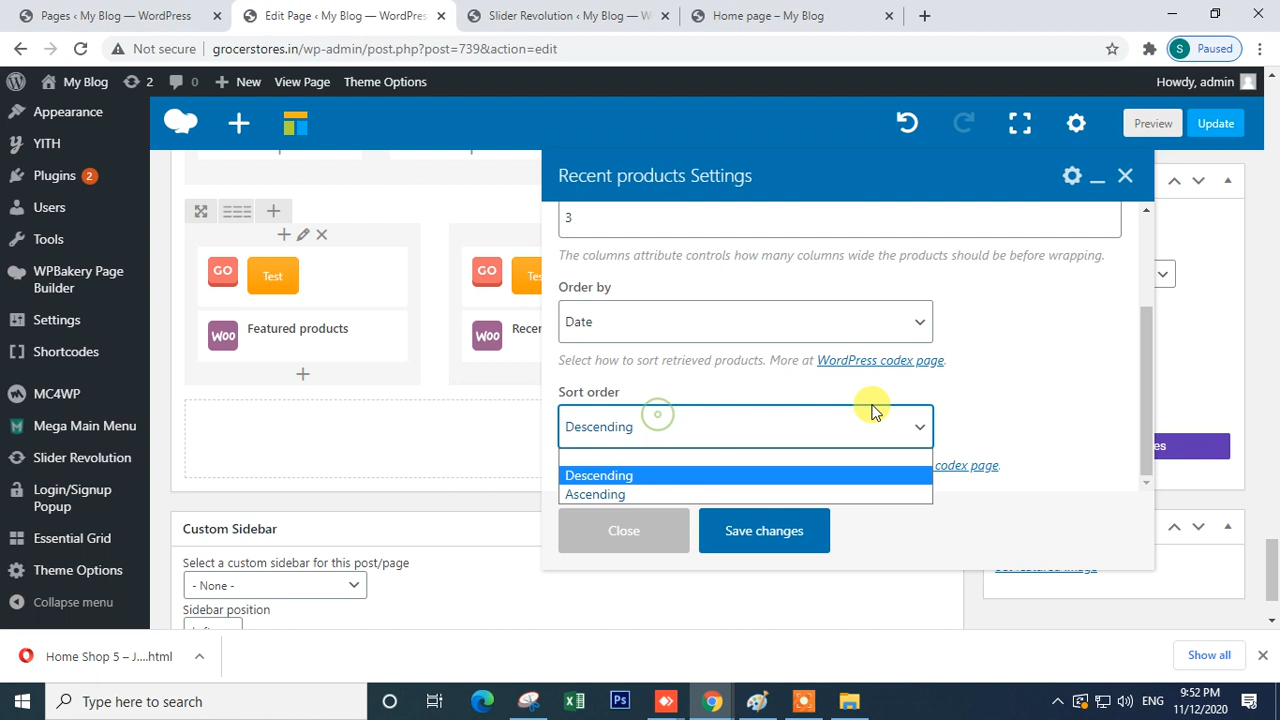 Pages ‹ My Blog — WordPress
Edit Page ‹ My Blog — WordPres
Slider Revolution ‹ My Blog — W
Home page – My Blog
Not secure
grocerstores.in/wp-admin/post.php?post=739&action=edit
S
Paused
My Blog
2
0
New
View Page
Theme Options
Howdy, admin
Appearance
YITH
Plugins 2
Users
Tools
WPBakery Page
Builder
Settings
Shortcodes
MC4WP
Mega Main Menu
Slider Revolution
Login/Signup
Popup
Essential Grid
Theme Options
Collapse menu
Preview
Update
Recent products Settings
3
The columns attribute controls how many columns wide the products should be before wrapping.
Order by
Date
Select how to sort retrieved products. More at WordPress codex page.
Sort order
Descending
Descending
Ascending
codex page.
Close
Save changes
GO
Test
GO
Woo
Featured products
Woo
Custom Sidebar
Select a custom sidebar for this post/page
- None -
Sidebar position
Home Shop 5 – J....html
Show all
Type here to search
Ps
ENG
9:52 PM
11/12/2020